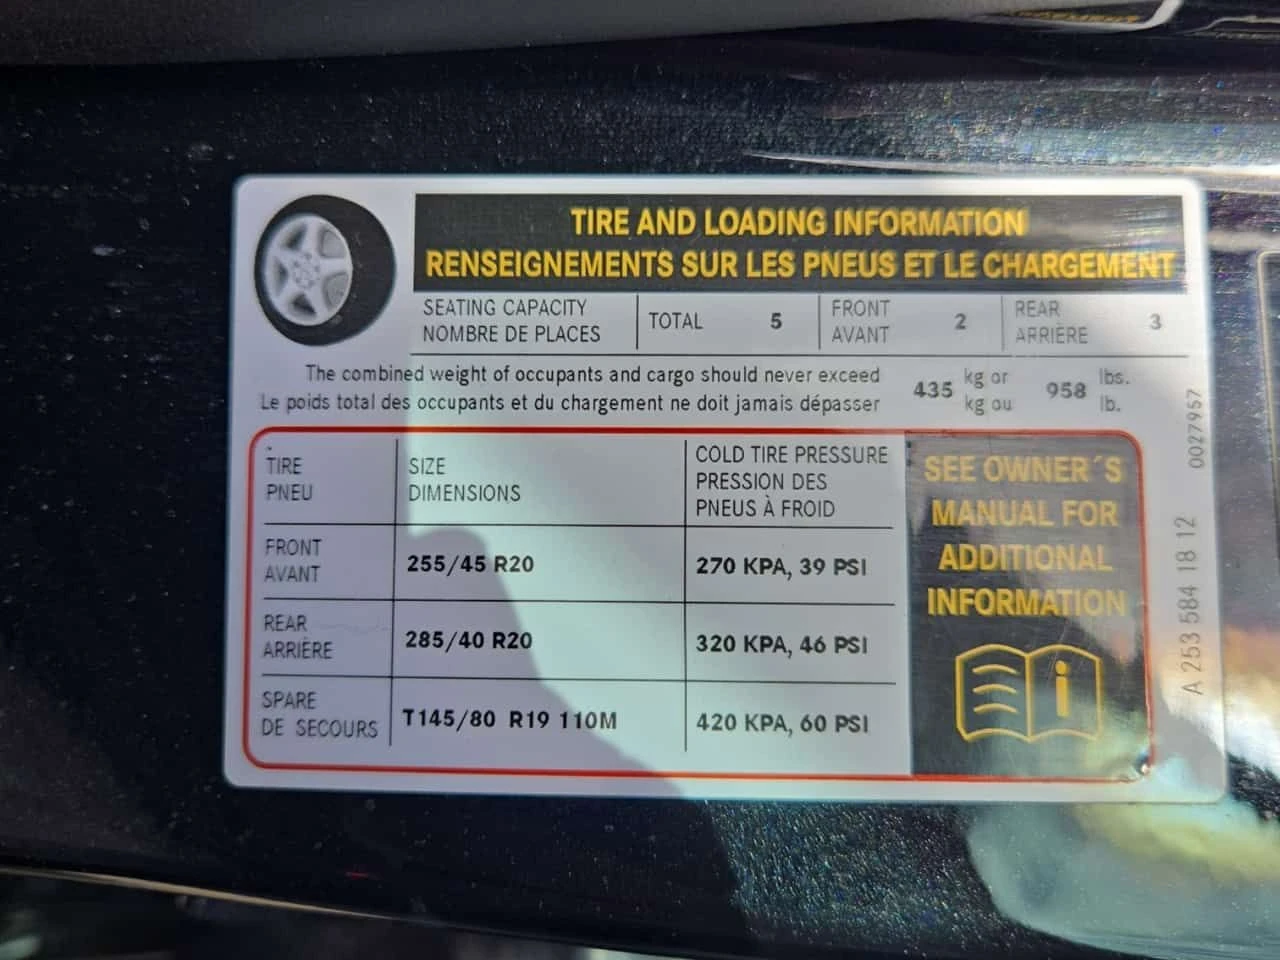 TIRE AND LOADING INFORMATION
RENSEIGNEMENTS SUR LES PNEUS ET LE CHARGEMENT
SEATING CAPACITY
NOMBRE DE PLACES
TOTAL 5
FRONT
AVANT
2
REAR
ARRIÈRE
3
The combined weight of occupants and cargo should never exceed
Le poids total des occupants et du chargement ne doit jamais dépasser
435
kg or
kg ou
958
lbs.
lb.
TIRE
PNEU
SIZE
DIMENSIONS
COLD TIRE PRESSURE
PRESSION DES
PNEUS À FROID
FRONT
AVANT
255/45 R20
270 KPA, 39 PSI
REAR
ARRIÈRE
285/40 R20
320 KPA, 46 PSI
SPARE
DE SECOURS
T145/80 R19 110M
420 KPA, 60 PSI
SEE OWNER´S
MANUAL FOR
ADDITIONAL
INFORMATION
i
A 253 584 18 12
0027957